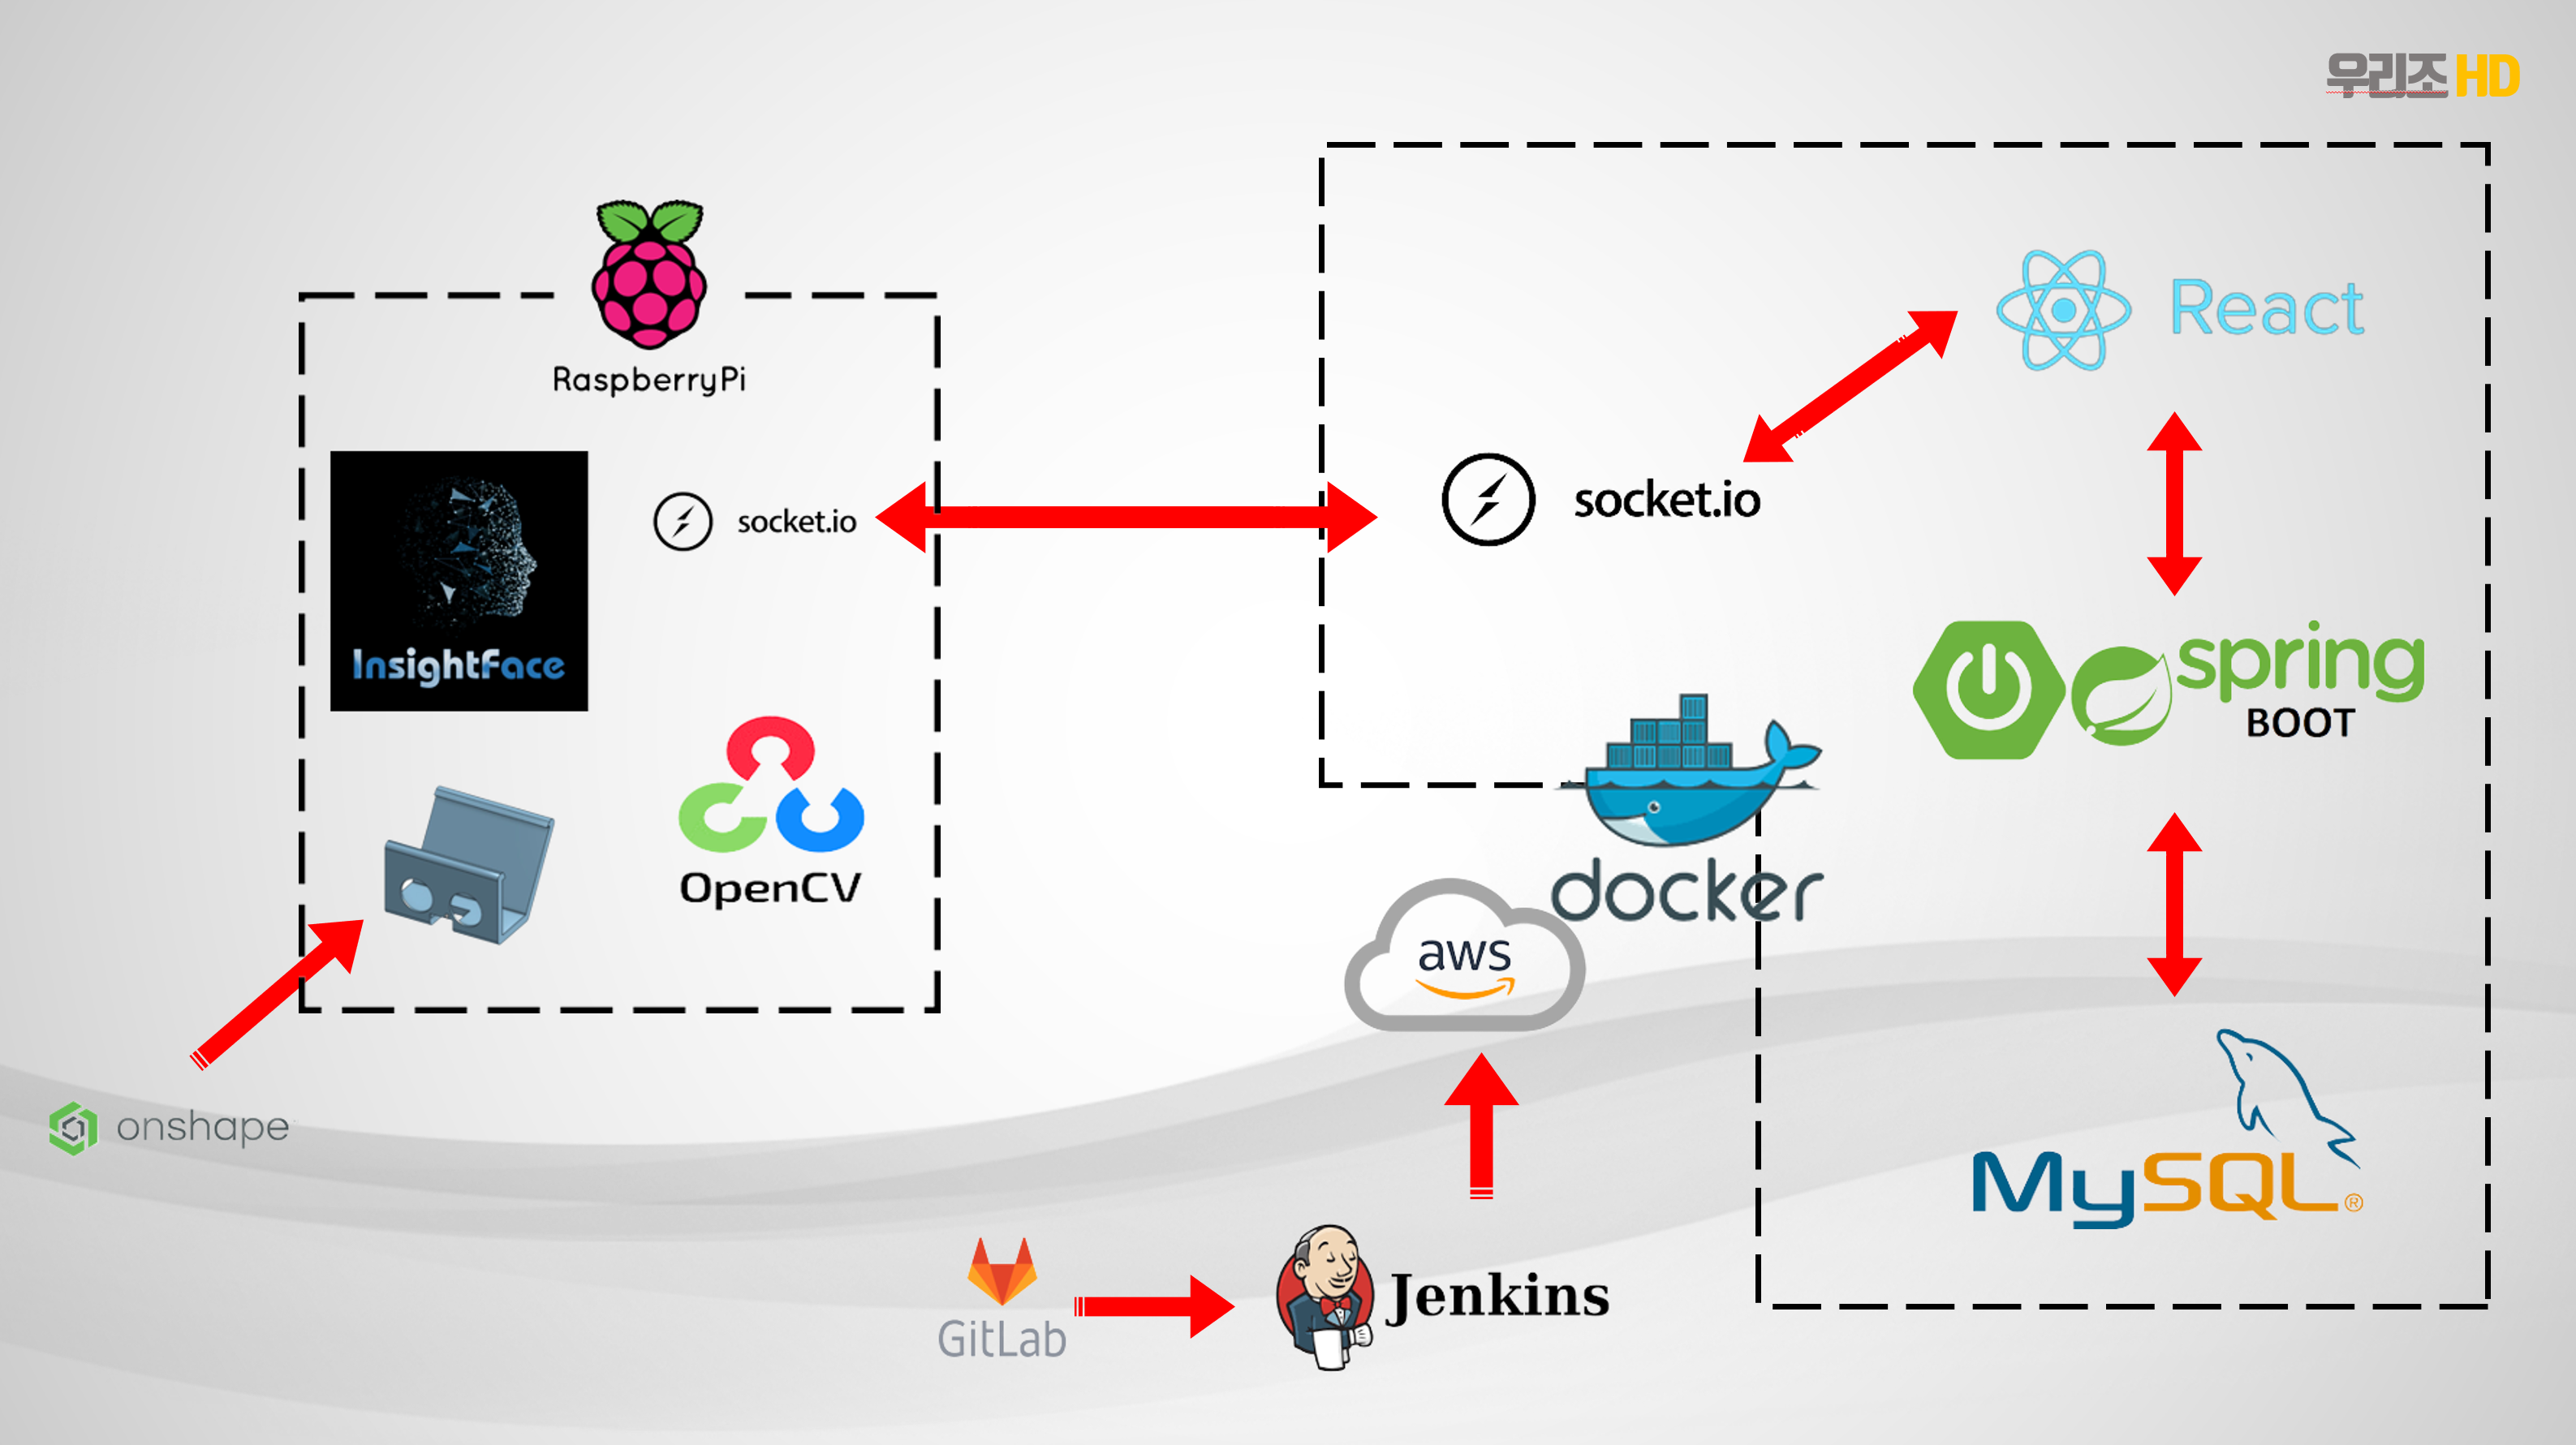 우리조 HD
RaspberryPi
InsightFace
socket.io
OpenCV
onshape
socket.io
React
spring
BOOT
docker
aws
MySQL®
GitLab
Jenkins